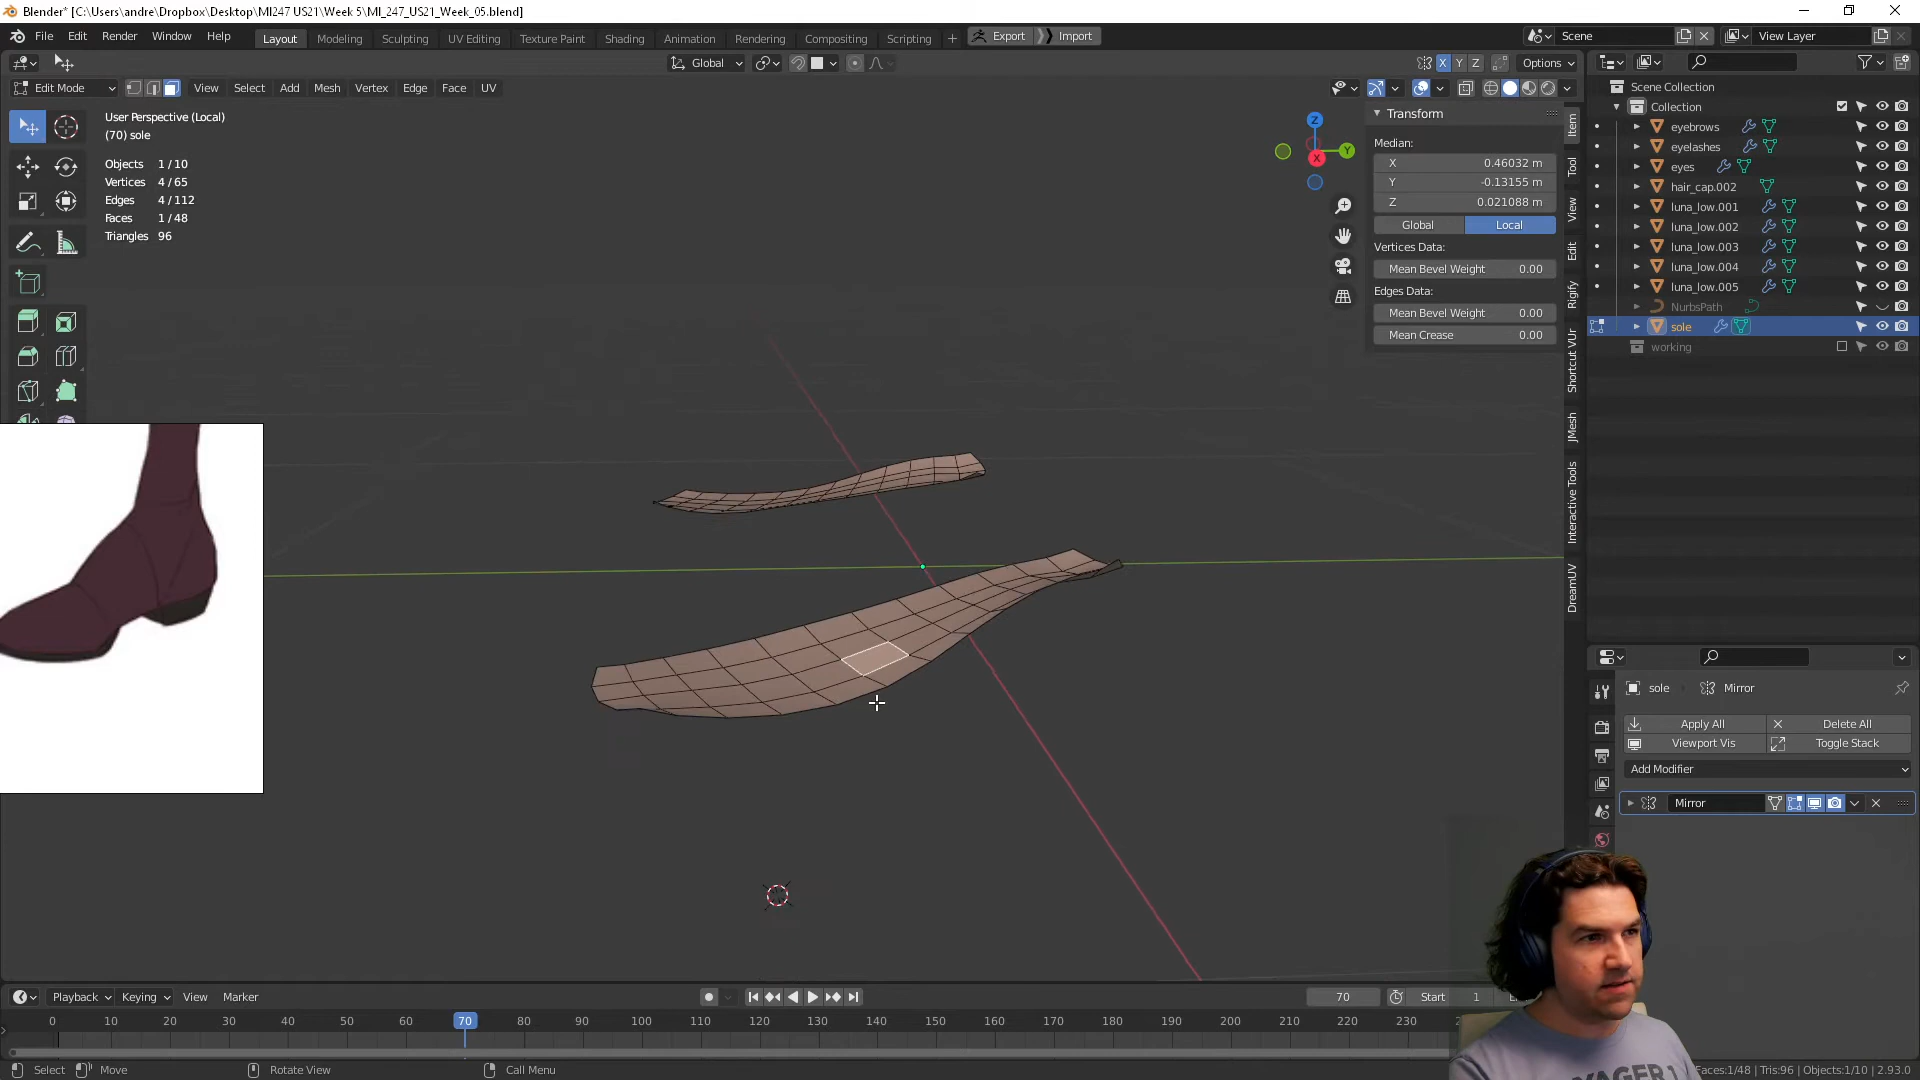 Blender* [C:\Users\andre\Dropbox\Desktop\MI247 US21\Week 5\MI_247_US21_Week_05.blend]
File Edit Render Window Help Layout Modeling Sculpting UV Editing Texture Paint Shading Animation Rendering Compositing Scripting + Export Import Scene View Layer
Global X Y Z Options
Edit Mode View Select Add Mesh Vertex Edge Face UV
User Perspective (Local)
(70) sole
Objects 1 / 10
Vertices 4 / 65
Edges 4 / 112
Faces 1 / 48
Triangles 96
Z
Y
X
Transform
Median:
X 0.46032 m
Y -0.13155 m
Z 0.021088 m
Global Local
Vertices Data:
Mean Bevel Weight 0.00
Edges Data:
Mean Bevel Weight 0.00
Mean Crease 0.00
Item
Tool
View
Edit
Rigify
Shortcut VUr
JMesh
Interactive Tools
DreamUV
Scene Collection
Collection
eyebrows
eyelashes
eyes
hair_cap.002
luna_low.001
luna_low.002
luna_low.003
luna_low.004
luna_low.005
NurbsPath
sole
working
sole Mirror
Apply All Delete All
Viewport Vis Toggle Stack
Add Modifier
Mirror
Playback Keying View Marker 70 Start 1
0 10 20 30 40 50 60 70 80 90 100 110 120 130 140 150 160 170 180 190 200 210 220 230
Select Move Rotate View Call Menu Faces:1/48 | Tris:96 | Objects:1/10 | 2.93.0